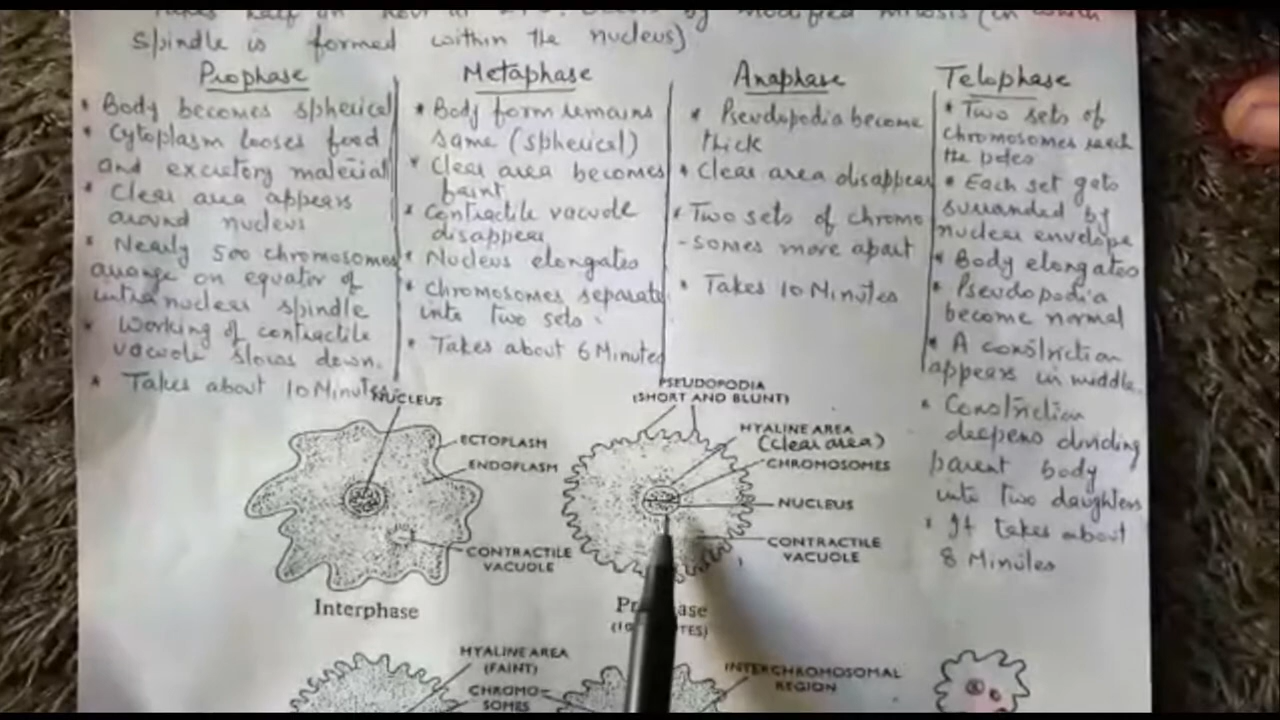 spindle is formed within the nucleus)
Prophase
* Body becomes spherical
* Cytoplasm looses food
and excretory material
* Clear area appears
around nucleus
* Nearly 500 chromosomes
arrange on equator of
intranuclear spindle
* Working of contractile
vacuole slows down.
* Takes about 10 Minutes
Metaphase
* Body form remains
same (spherical)
* Clear area becomes
faint
* Contractile vacuole
disappear
* Nucleus elongates
* Chromosomes separate
into two sets.
* Takes about 6 Minutes
Anaphase
* Pseudopodia become
thick
* Clear area disappear
* Two sets of chromo
-somes more apart
* Takes 10 Minutes
Telophase
* Two sets of
chromosomes reach
the poles
* Each set gets
surranded by
nuclear envelope
* Body elongates
* Pseudopodia
become normal
* A constriction
appears in middle.
* Constriction
deepens dividing
parent body
into two daughters
* It takes about
8 Minutes
NUCLEUS
ECTOPLASM
ENDOPLASM
CONTRACTILE
VACUOLE
Interphase
PSEUDOPODIA
(SHORT AND BLUNT)
HYALINE AREA
(Clear area)
CHROMOSOMES
NUCLEUS
CONTRACTILE
VACUOLE
HYALINE AREA
(FAINT)
CHROMO-
SOMES
INTERCHROMOSOMAL
REGION